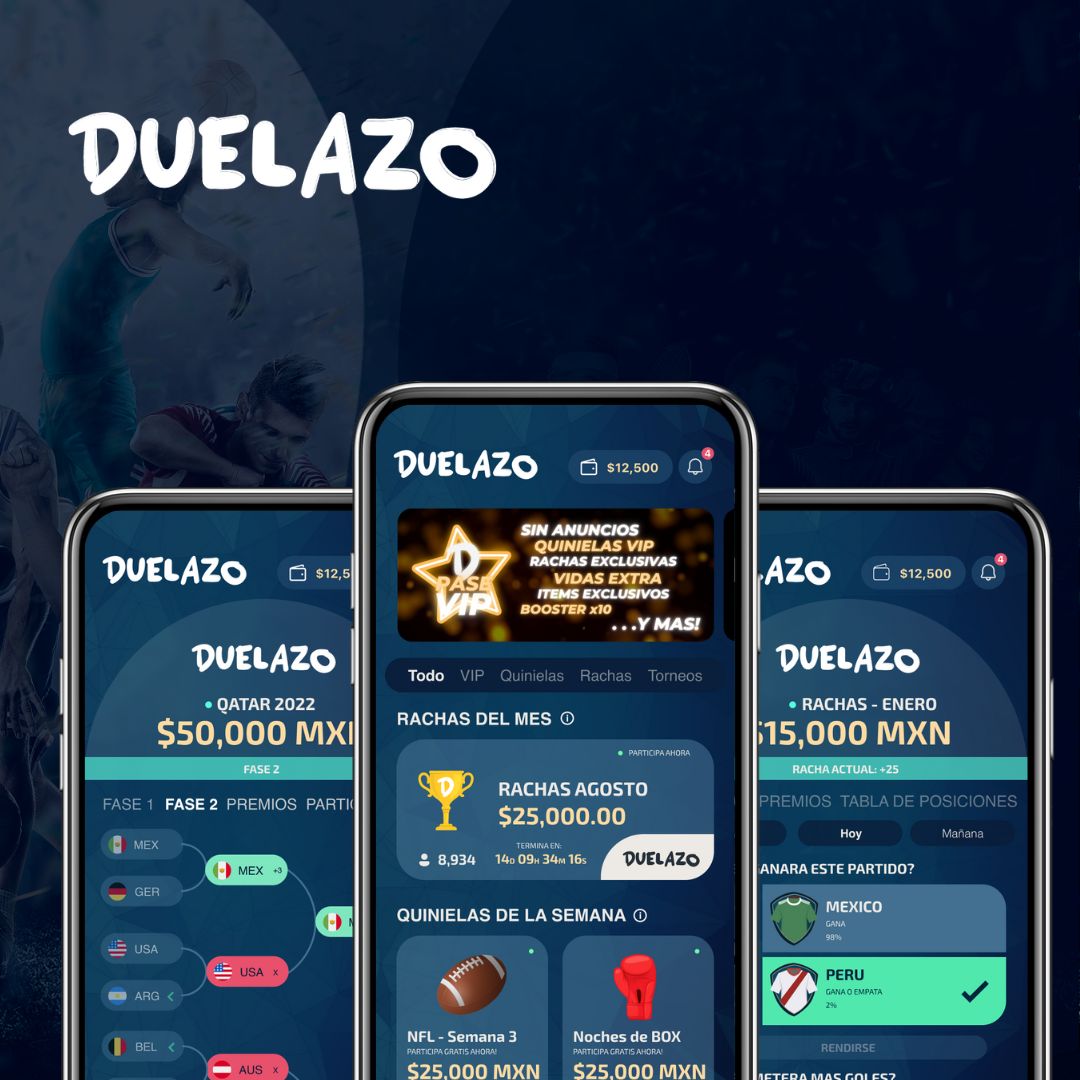 DUELAZO
DUELAZO
$12,5
DUELAZO
QATAR 2022
$50,000 MX
FASE 2
FASE 1 FASE 2 PREMIOS PARTIC
MEX
GER
MEX +3
USA
ARG
USA x
BEL
AUS x
DUELAZO
$12,500
4
D
PASE
VIP
SIN ANUNCIOS
QUINIELAS VIP
RACHAS EXCLUSIVAS
VIDAS EXTRA
ITEMS EXCLUSIVOS
BOOSTER x10
...Y MAS!
Todo VIP Quinielas Rachas Torneos
RACHAS DEL MES
PARTICIPA AHORA
D
RACHAS AGOSTO
$25,000.00
TERMINA EN:
8,934
14D 09H 34M 16S
DUELAZO
QUINIELAS DE LA SEMANA
NFL - Semana 3
PARTICIPA GRATIS AHORA!
$25,000 MXN
Noches de BOX
PARTICIPA GRATIS AHORA!
$25,000 MXN
AZO
$12,500
4
DUELAZO
RACHAS - ENERO
$15,000 MXN
RACHA ACTUAL: +25
PREMIOS TABLA DE POSICIONES
Hoy
Mañana
ANARA ESTE PARTIDO?
MEXICO
GANA
98%
PERU
GANA O EMPATA
2%
RENDIRSE
METERA MAS GOLES?